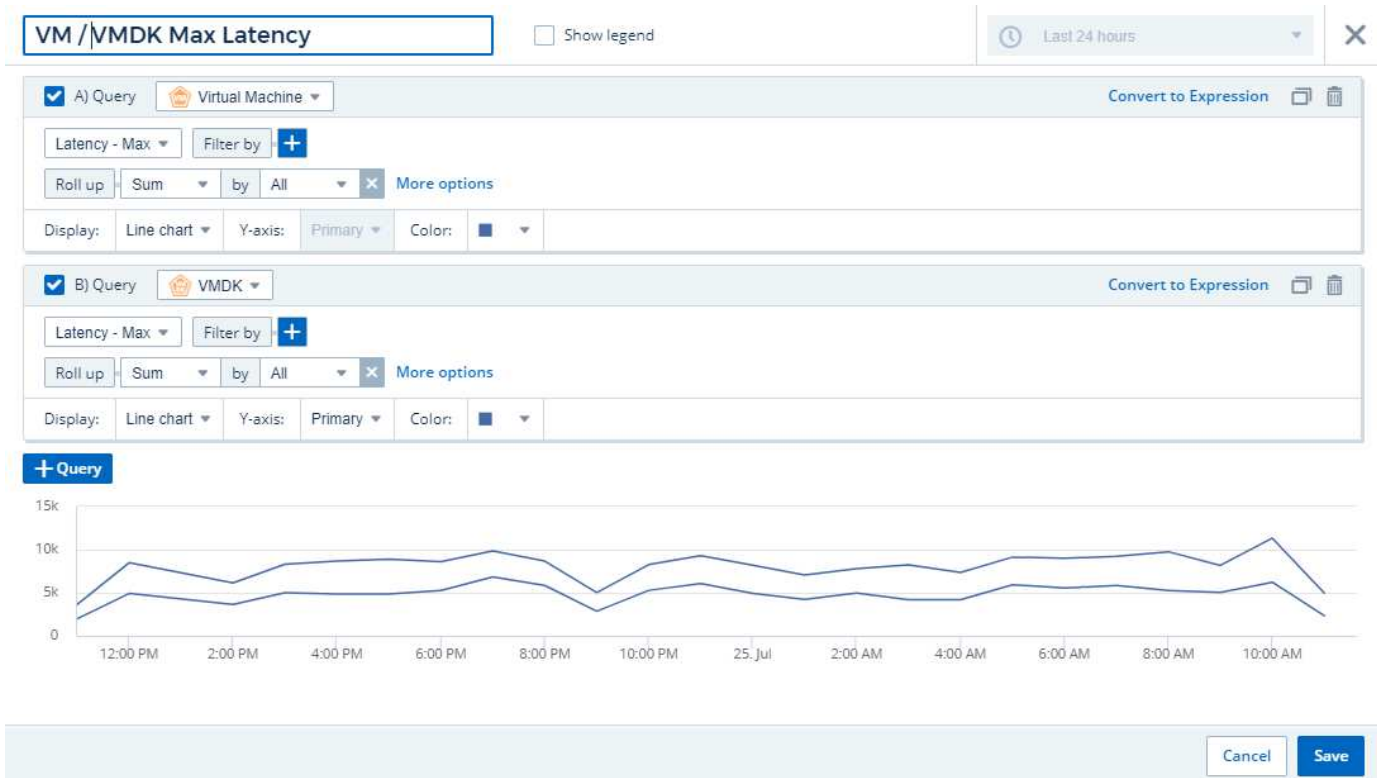 VM / VMDK Max Latency Show legend Last 24 hours
A) Query Virtual Machine Convert to Expression
Latency - Max Filter by +
Roll up Sum by All × More options
Display: Line chart Y-axis: Primary Color:
B) Query VMDK Convert to Expression
Latency - Max Filter by +
Roll up Sum by All × More options
Display: Line chart Y-axis: Primary Color:
+ Query
15k
10k
5k
0
12:00 PM 2:00 PM 4:00 PM 6:00 PM 8:00 PM 10:00 PM 25. Jul 2:00 AM 4:00 AM 6:00 AM 8:00 AM 10:00 AM
Cancel Save